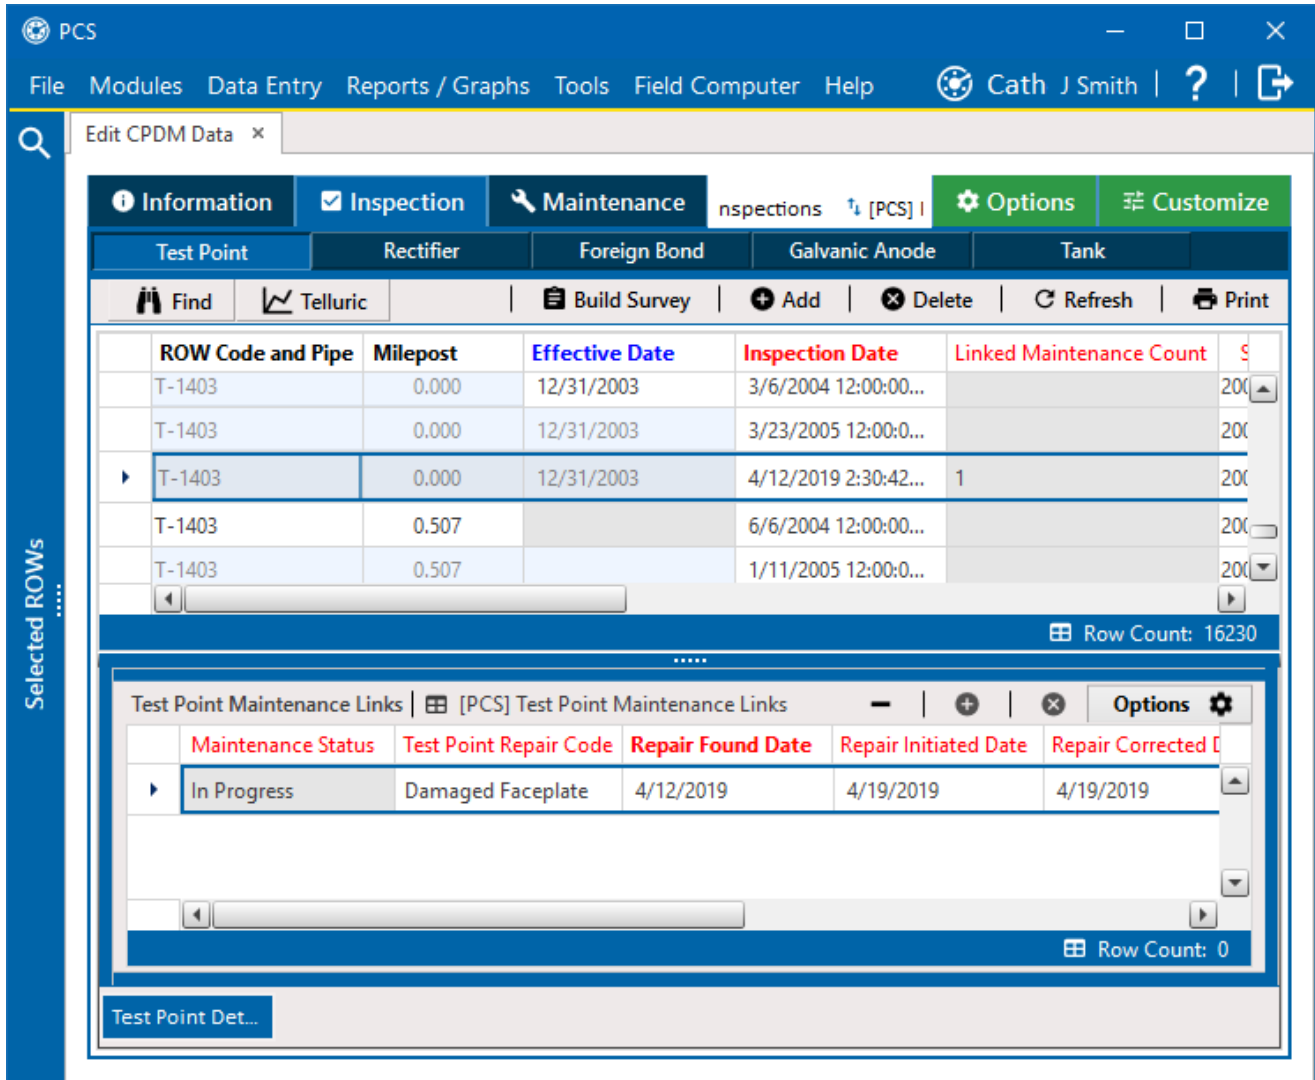 PCS
File Modules Data Entry Reports / Graphs Tools Field Computer Help Cath J Smith | ? |
Edit CPDM Data ×
Information Inspection Maintenance nspections [PCS] I Options Customize
Test Point Rectifier Foreign Bond Galvanic Anode Tank
Find Telluric | Build Survey | Add | Delete | Refresh | Print
ROW Code and Pipe Milepost Effective Date Inspection Date Linked Maintenance Count S
T-1403 0.000 12/31/2003 3/6/2004 12:00:00... 200
T-1403 0.000 12/31/2003 3/23/2005 12:00:0... 200
T-1403 0.000 12/31/2003 4/12/2019 2:30:42... 1 200
T-1403 0.507 6/6/2004 12:00:00... 200
T-1403 0.507 1/11/2005 12:00:0... 200
Row Count: 16230
Selected ROWs
Test Point Maintenance Links | [PCS] Test Point Maintenance Links Options
Maintenance Status Test Point Repair Code Repair Found Date Repair Initiated Date Repair Corrected D
In Progress Damaged Faceplate 4/12/2019 4/19/2019 4/19/2019
Row Count: 0
Test Point Det...